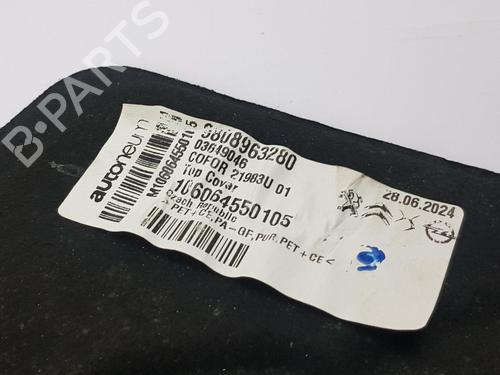 autoneum
9808963280
03649046
COFOR 21983U 01
Top Cover
106064550105
Czech Republic
28.06.2024
B-PARTS